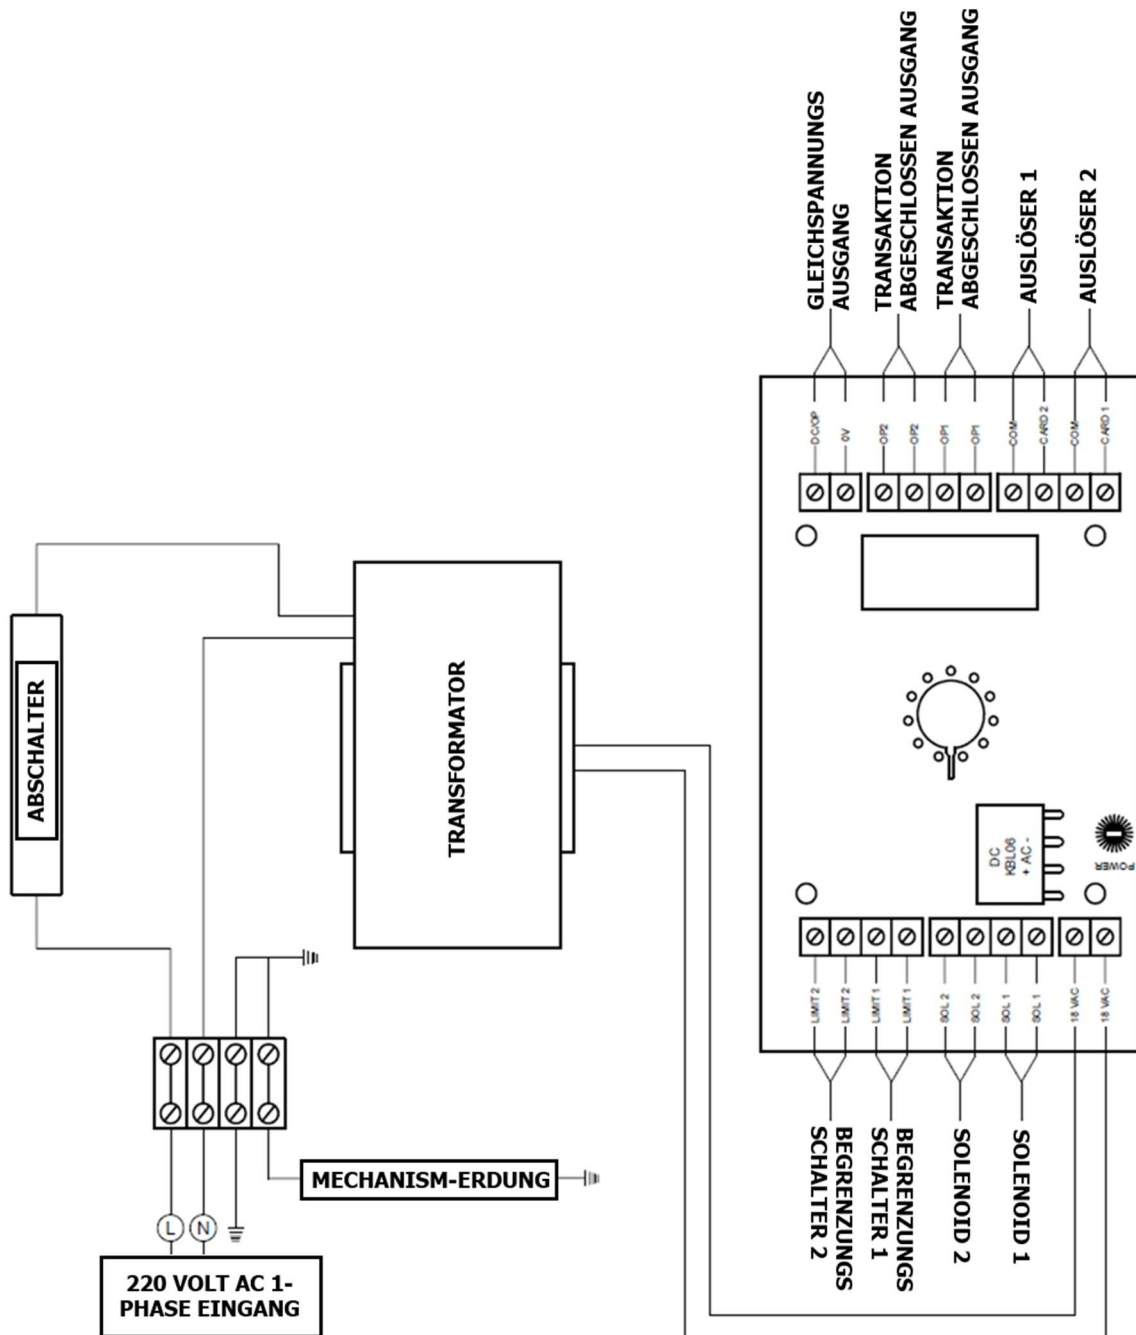 GLEICHSPANNUNGS
AUSGANG
TRANSAKTION
ABGESCHLOSSEN AUSGANG
TRANSAKTION
ABGESCHLOSSEN AUSGANG
AUSLÖSER 1
AUSLÖSER 2
DC/OP
0V
OP2
OP2
OP1
OP1
COM
CARD 2
COM
CARD 1
ABSCHALTER
TRANSFORMATOR
DC
KBL06
+ AC -
POWER
LIMIT 2
LIMIT 2
LIMIT 1
LIMIT 1
SOL 2
SOL 2
SOL 1
SOL 1
18 VAC
18 VAC
BEGRENZUNGS
SCHALTER 2
BEGRENZUNGS
SCHALTER 1
SOLENOID 2
SOLENOID 1
MECHANISM-ERDUNG
L
N
220 VOLT AC 1-
PHASE EINGANG